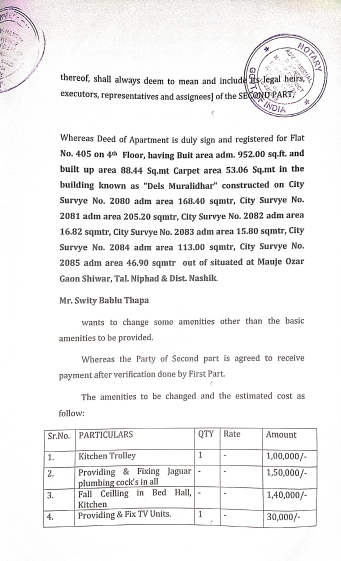 NOTARY
GOVT. OF INDIA
thereof, shall always deem to mean and include its legal heirs,
executors, representatives and assignees] of the SECOND PART,
Whereas Deed of Apartment is duly sign and registered for Flat
No. 405 on 4th Floor, having Buit area adm. 952.00 sq.ft. and
built up area 88.44 Sq.mt Carpet area 53.06 Sq.mt in the
building known as "Dels Muralidhar" constructed on City
Survye No. 2080 adm area 168.40 sqmtr, City Survye No.
2081 adm area 205.20 sqmtr, City Survye No. 2082 adm area
16.82 sqmtr, City Survye No. 2083 adm area 15.80 sqmtr, City
Survye No. 2084 adm area 113.00 sqmtr, City Survye No.
2085 adm area 46.90 sqmtr out of situated at Mauje Ozar
Gaon Shiwar, Tal. Niphad & Dist. Nashik.
Mr. Swity Bablu Thapa
wants to change some amenities other than the basic
amenities to be provided.
Whereas the Party of Second part is agreed to receive
payment after verification done by First Part.
The amenities to be changed and the estimated cost as
follow:
Sr.No. PARTICULARS QTY Rate Amount
1. Kitchen Trolley 1 - 1,00,000/-
2. Providing & Fixing Jaguar - - 1,50,000/-
plumbing cock's in all
3. Fall Ceilling in Bed Hall, - - 1,40,000/-
Kitchen
4. Providing & Fix TV Units. 1 - 30,000/-